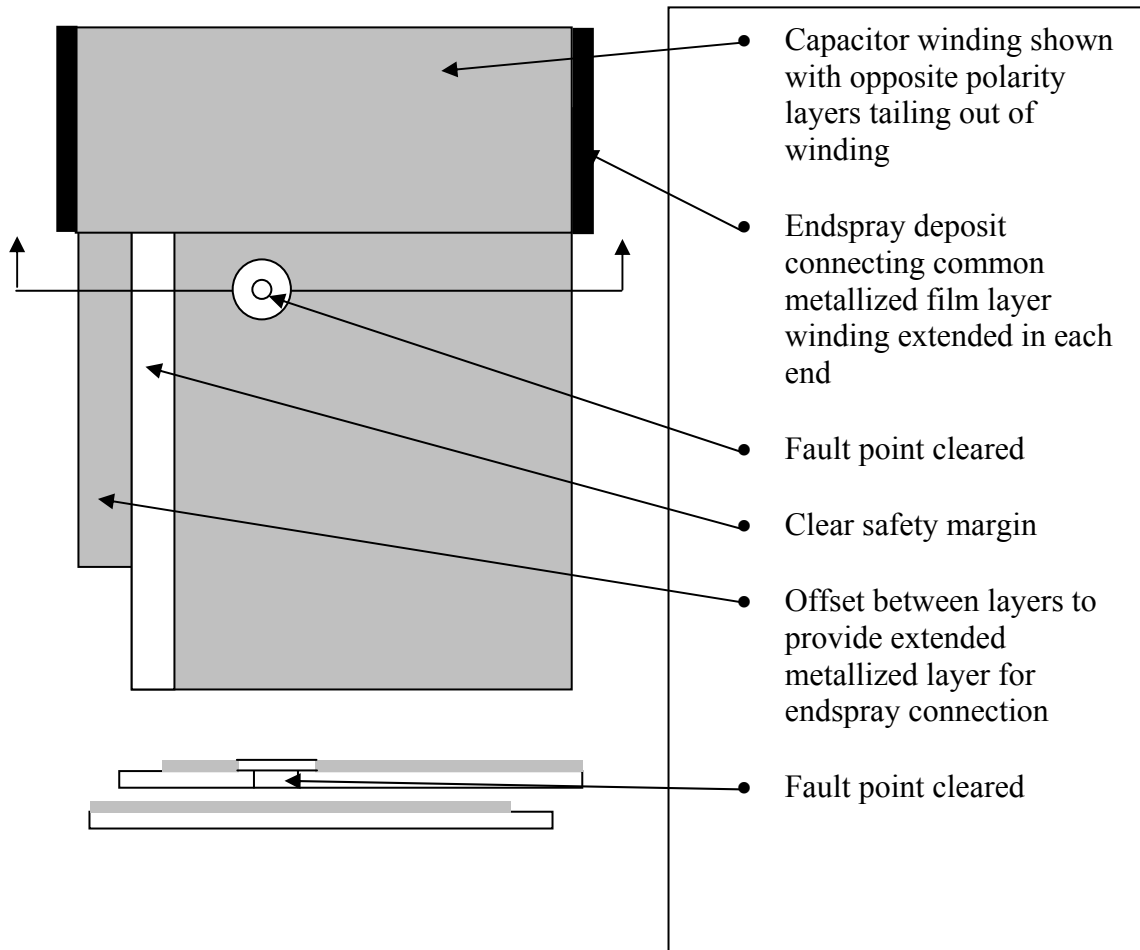 • Capacitor winding shown
with opposite polarity
layers tailing out of
winding
• Endspray deposit
connecting common
metallized film layer
winding extended in each
end
• Fault point cleared
• Clear safety margin
• Offset between layers to
provide extended
metallized layer for
endspray connection
• Fault point cleared